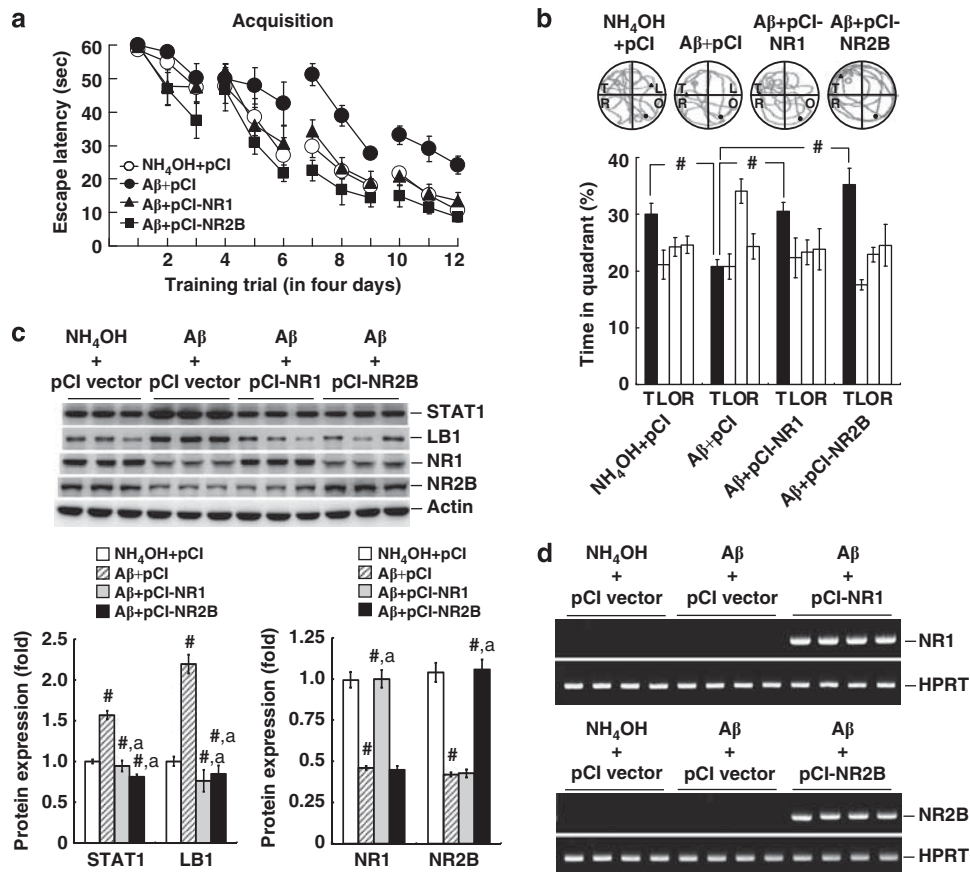 a
Acquisition
Escape latency (sec)
60
50
40
30
20
10
0
NH₄OH+pCI
Aβ+pCI
Aβ+pCI-NR1
Aβ+pCI-NR2B
2 4 6 8 10 12
Training trial (in four days)
b
NH₄OH +pCI
Aβ+pCI
Aβ+pCI-NR1
Aβ+pCI-NR2B
T L R O
T R O
T R O
T R O
Time in quadrant (%)
40
30
20
10
0
# # #
TLOR TLOR TLOR TLOR
NH₄OH+pCI
Aβ+pCI
Aβ+pCI-NR1
Aβ+pCI-NR2B
c
NH₄OH + pCI vector
Aβ + pCI vector
Aβ + pCI-NR1
Aβ + pCI-NR2B
STAT1
LB1
NR1
NR2B
Actin
NH₄OH+pCI
Aβ+pCI
Aβ+pCI-NR1
Aβ+pCI-NR2B
Protein expression (fold)
2.5
2.0
1.5
1.0
0.5
0
# #,a #,a # #,a #,a
STAT1 LB1
NH₄OH+pCI
Aβ+pCI
Aβ+pCI-NR1
Aβ+pCI-NR2B
Protein expression (fold)
1.25
1.0
0.75
0.5
0.25
0
# #,a # #,a
NR1 NR2B
d
NH₄OH + pCI vector
Aβ + pCI vector
Aβ + pCI-NR1
NR1
HPRT
NH₄OH + pCI vector
Aβ + pCI vector
Aβ + pCI-NR2B
NR2B
HPRT